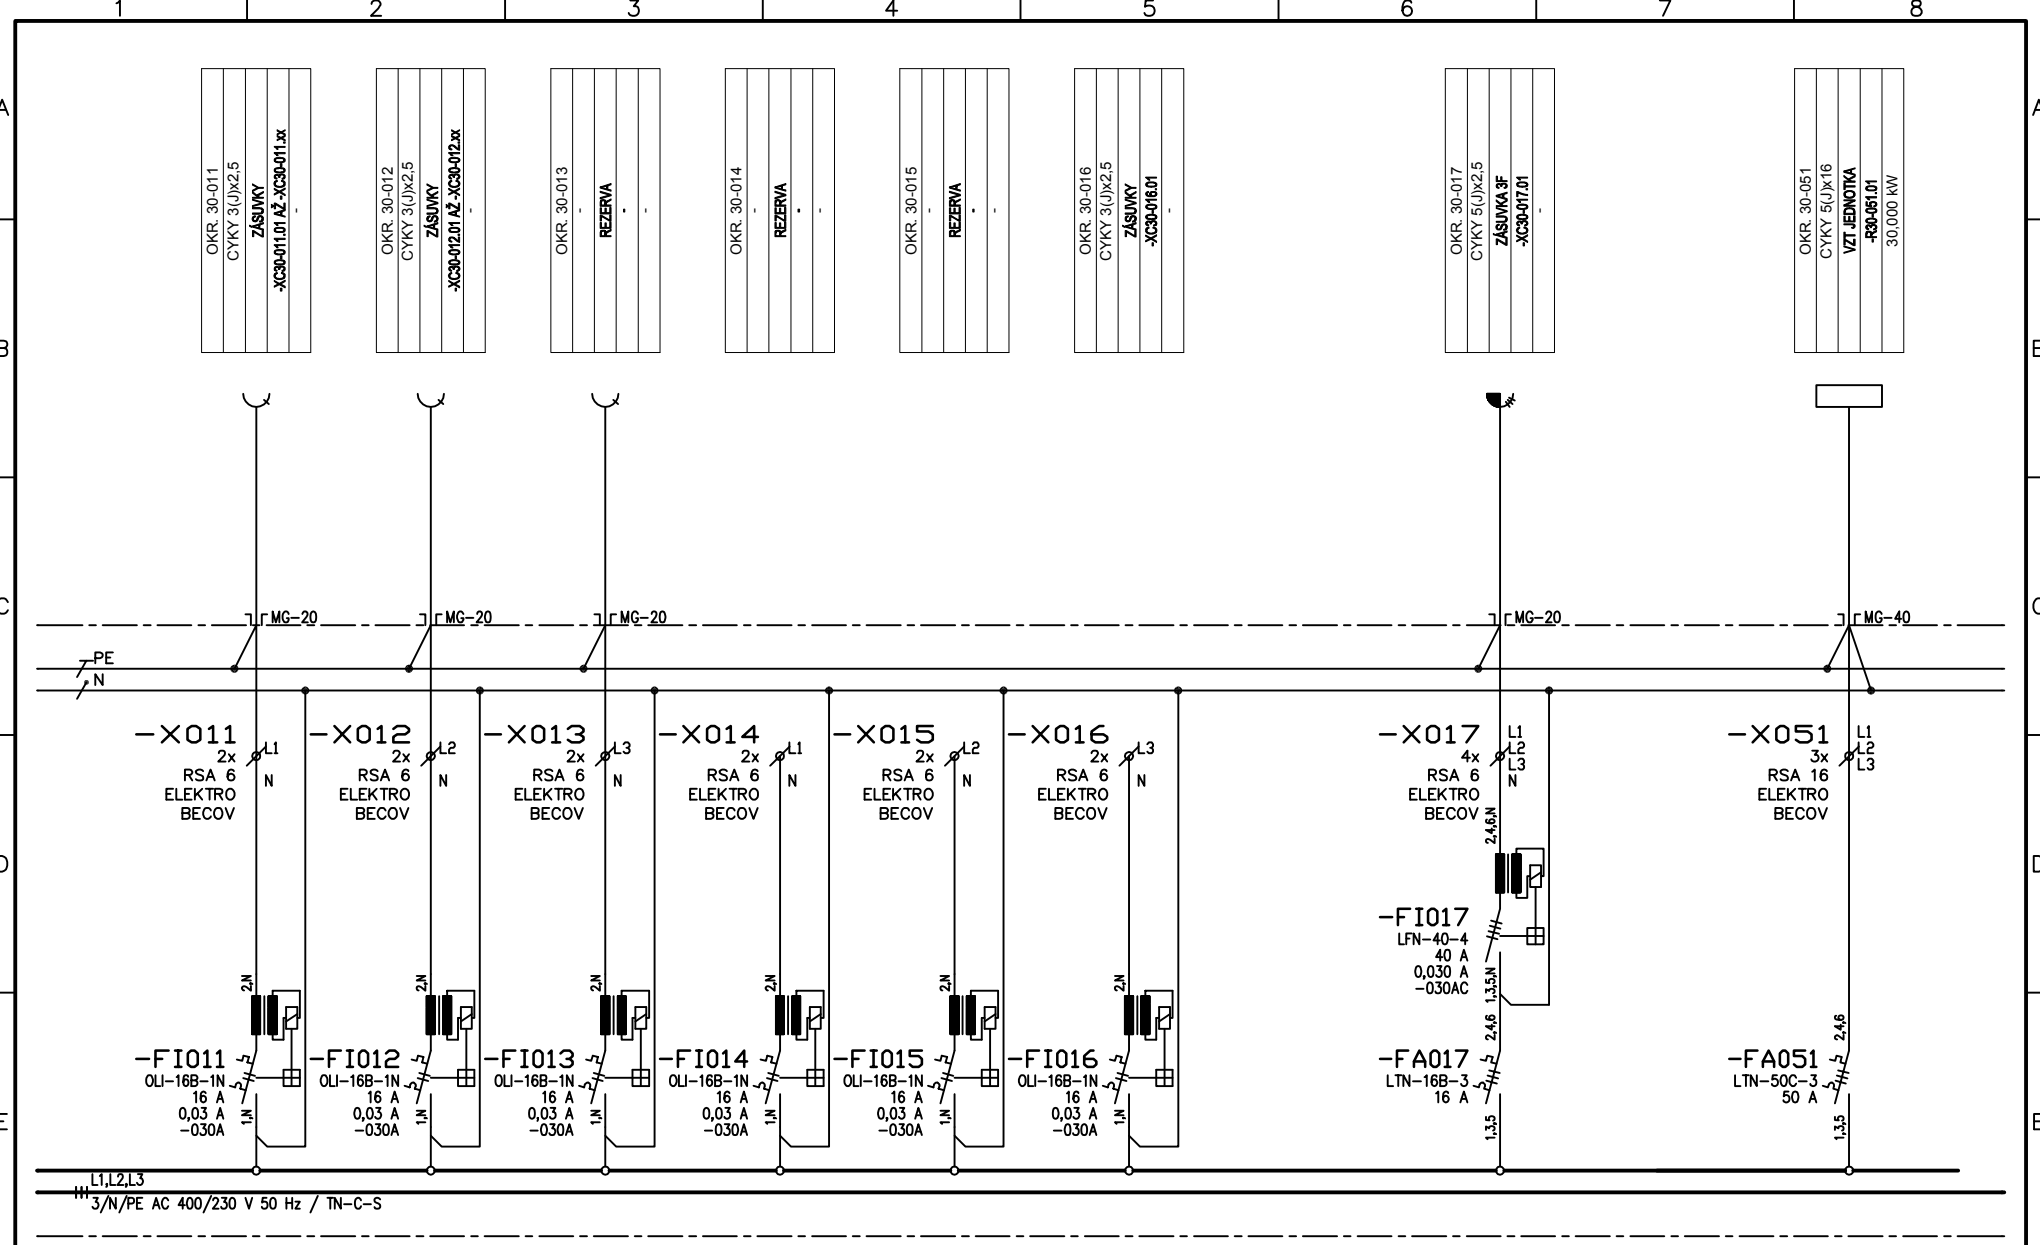 1 2 3 4 5 6 7 8
A A
OKR. 30-011
CYKY 3(J)x2,5
ZÁSUVKY
-XC30-011.01 AŽ -XC30-011.xx
-
OKR. 30-012
CYKY 3(J)x2,5
ZÁSUVKY
-XC30-012.01 AŽ -XC30-012.xx
-
OKR. 30-013
-
REZERVA
-
-
OKR. 30-014
-
REZERVA
-
-
OKR. 30-015
-
REZERVA
-
-
OKR. 30-016
CYKY 3(J)x2,5
ZÁSUVKY
-XC30-016.01
-
OKR. 30-017
CYKY 5(J)x2,5
ZÁSUVKA 3F
-XC30-017.01
-
OKR. 30-051
CYKY 5(J)x16
VZT JEDNOTKA
-R30-051.01
30,000 kW
B B
C C
MG-20 MG-20 MG-20 MG-20 MG-40
PE
N
-X011
2x
RSA 6
ELEKTRO
BECOV
L1
N
-X012
2x
RSA 6
ELEKTRO
BECOV
L2
N
-X013
2x
RSA 6
ELEKTRO
BECOV
L3
N
-X014
2x
RSA 6
ELEKTRO
BECOV
L1
N
-X015
2x
RSA 6
ELEKTRO
BECOV
L2
N
-X016
2x
RSA 6
ELEKTRO
BECOV
L3
N
-X017
4x
RSA 6
ELEKTRO
BECOV
L1
L2
L3
N
-X051
3x
RSA 16
ELEKTRO
BECOV
L1
L2
L3
D D
2,4,6,N
-FI017
LFN-40-4
40 A
0,030 A
-030AC
1,3,5,N
2,N
-FI011
OLI-16B-1N
16 A
0,03 A
-030A
1,N
2,N
-FI012
OLI-16B-1N
16 A
0,03 A
-030A
1,N
2,N
-FI013
OLI-16B-1N
16 A
0,03 A
-030A
1,N
2,N
-FI014
OLI-16B-1N
16 A
0,03 A
-030A
1,N
2,N
-FI015
OLI-16B-1N
16 A
0,03 A
-030A
1,N
2,N
-FI016
OLI-16B-1N
16 A
0,03 A
-030A
1,N
2,4,6
-FA017
LTN-16B-3
16 A
1,3,5
2,4,6
-FA051
LTN-50C-3
50 A
1,3,5
E E
L1,L2,L3
3/N/PE AC 400/230 V 50 Hz / TN-C-S